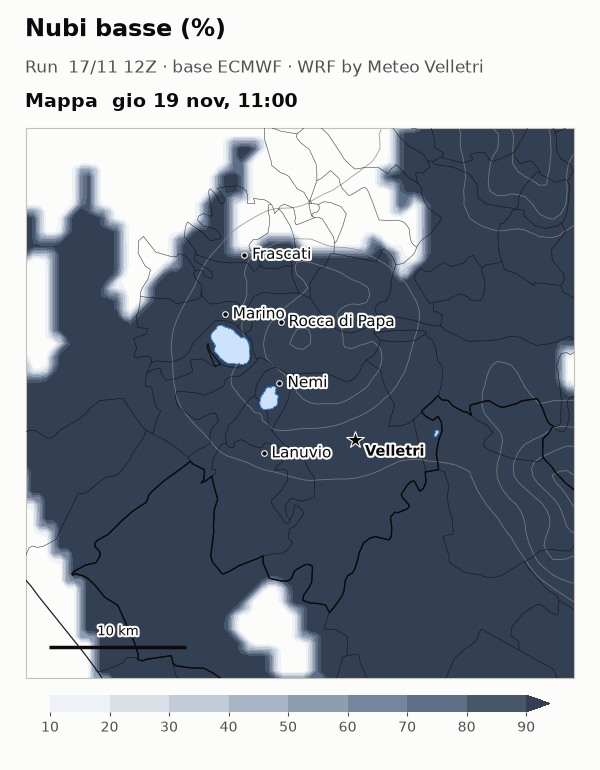 Nubi basse (%)
Run  17/11 12Z · base ECMWF · WRF by Meteo Velletri
Mappa  gio 19 nov, 11:00
Frascati
Marino
Rocca di Papa
Nemi
Velletri
Lanuvio
10 km
10 20 30 40 50 60 70 80 90